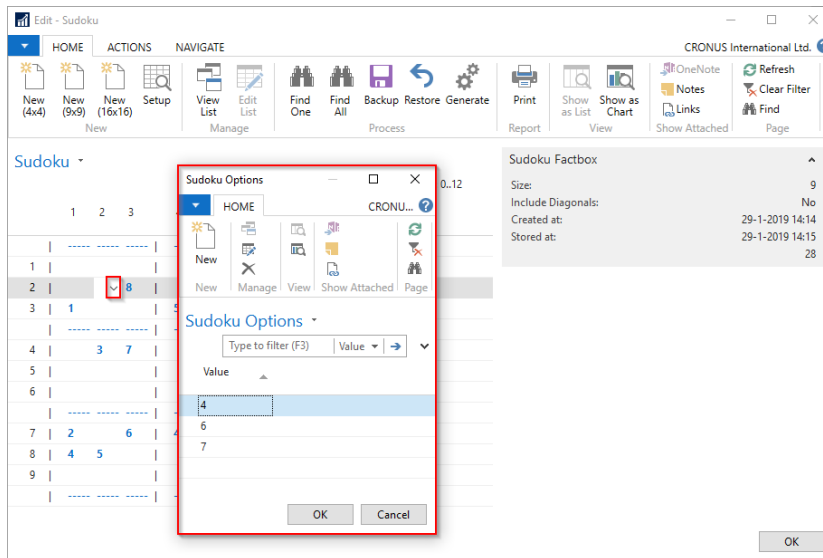 Edit - Sudoku
HOME ACTIONS NAVIGATE CRONUS International Ltd.
New (4x4) New (9x9) New (16x16) Setup View List Edit List Find One Find All Backup Restore Generate Print Show as List Show as Chart OneNote Notes Links Refresh Clear Filter Find
New Manage Process Report View Show Attached Page
Sudoku
0..12
1 2 3
| ----- ----- ----- |
1 | |
2 | 8 |
3 | 1 |
| ----- ----- ----- |
4 | 3 7 |
5 | |
6 | |
| ----- ----- ----- |
7 | 2 6 |
8 | 4 5 |
9 | |
| ----- ----- ----- |
Sudoku Options
HOME CRONU... ?
New
New Manage View Show Attached Page
Sudoku Options
Type to filter (F3) Value
Value
4
6
7
OK Cancel
Sudoku Factbox
Size: 9
Include Diagonals: No
Created at: 29-1-2019 14:14
Stored at: 29-1-2019 14:15
28
OK